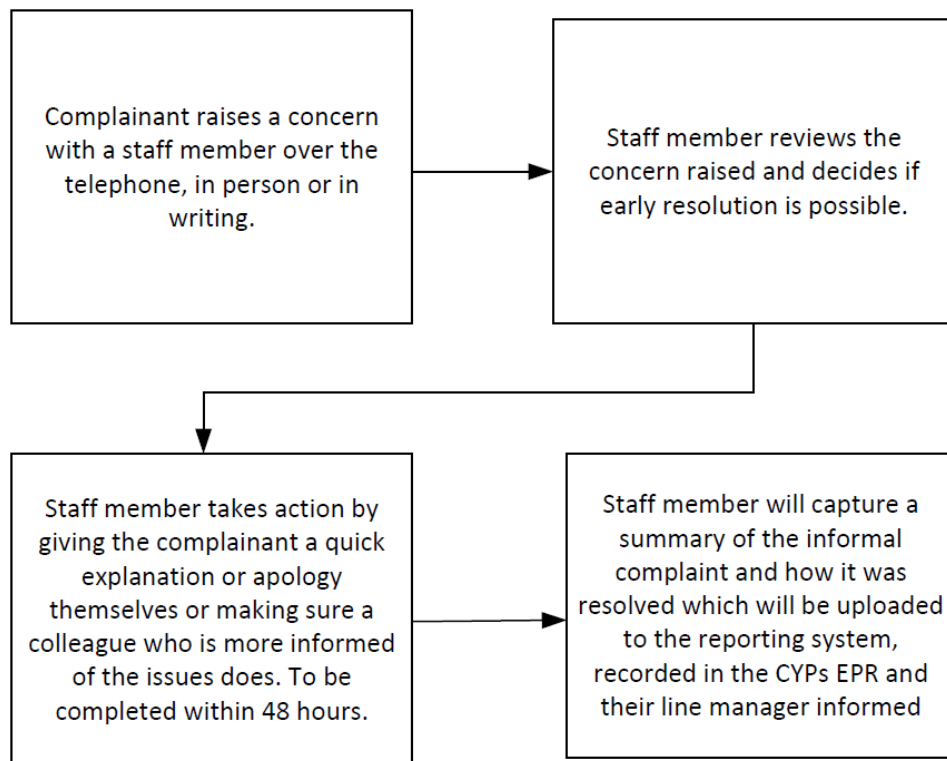 Complainant raises a concern
with a staff member over the
telephone, in person or in
writing.
Staff member reviews the
concern raised and decides if
early resolution is possible.
Staff member takes action by
giving the complainant a quick
explanation or apology
themselves or making sure a
colleague who is more informed
of the issues does. To be
completed within 48 hours.
Staff member will capture a
summary of the informal
complaint and how it was
resolved which will be uploaded
to the reporting system,
recorded in the CYPs EPR and
their line manager informed